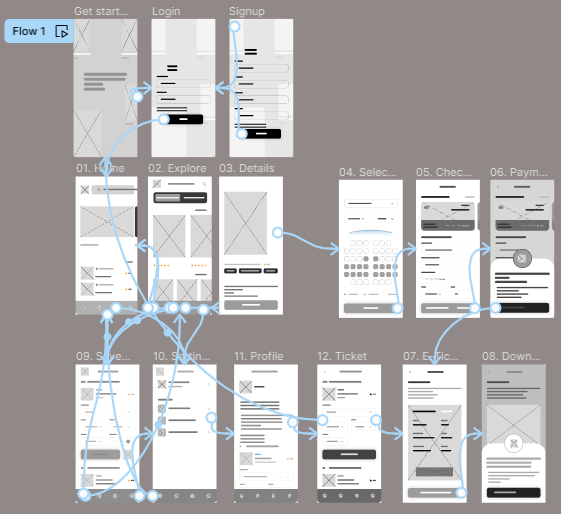 Flow 1
Get start...
Login
Signup
01. Home
02. Explore
03. Details
04. Selec...
05. Chec...
06. Paym...
09. Save...
10. Settin...
11. Profile
12. Ticket
07. E-Tic...
08. Down...